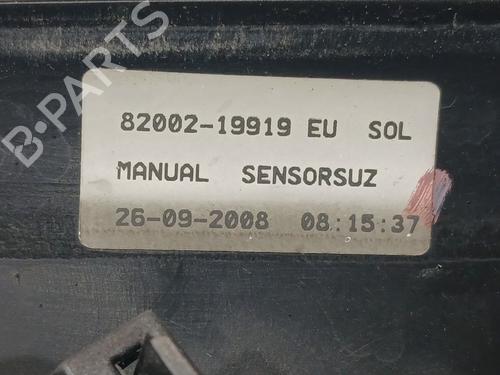 B-PARTS
82002-19919 EU SOL
MANUAL SENSORSUZ
26-09-2008 08:15:37